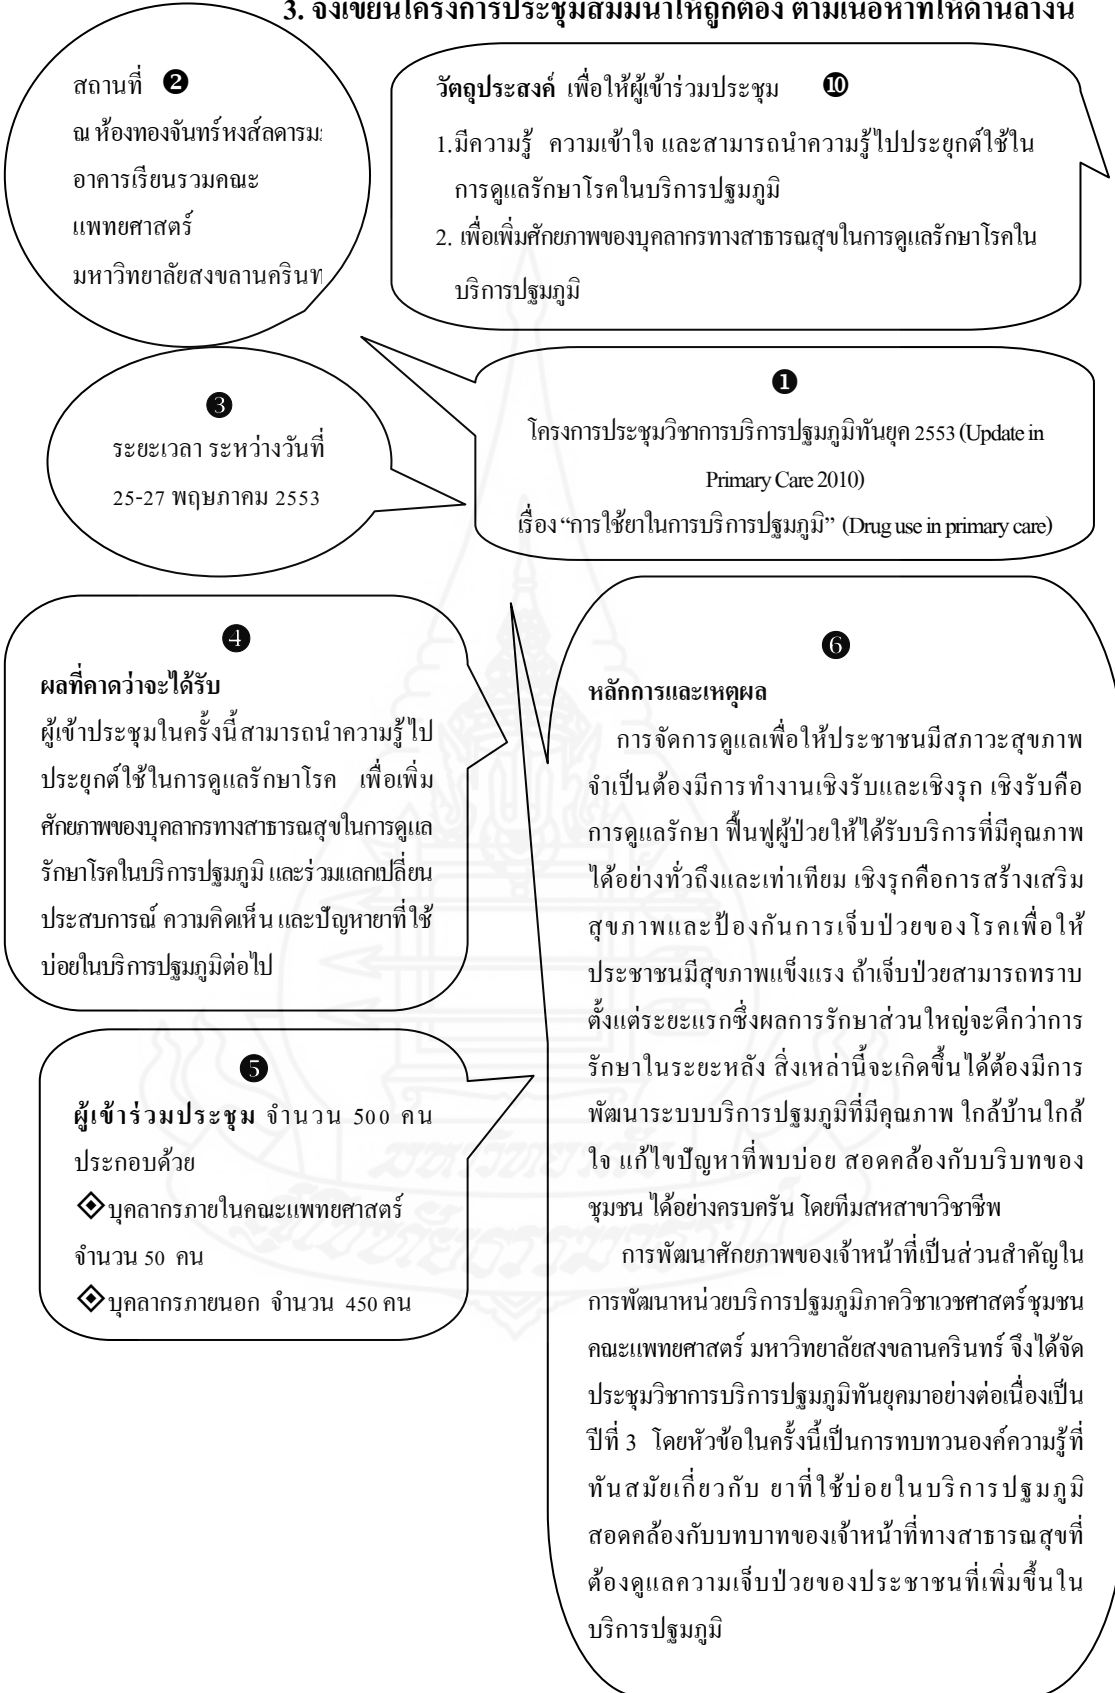 3. จงเขียนโครงการประชุมสัมมนาให้ถูกต้อง ตามเนื้อหาที่ให้ด้านล่างนี้
สถานที่ ❷
ณ ห้องทองจันทร์หงส์ลดารมภ์
อาคารเรียนรวมคณะ
แพทยศาสตร์
มหาวิทยาลัยสงขลานครินท
วัตถุประสงค์ เพื่อให้ผู้เข้าร่วมประชุม ❿
1.มีความรู้ ความเข้าใจ และสามารถนำความรู้ไปประยุกต์ใช้ใน
การดูแลรักษาโรคในบริการปฐมภูมิ
2. เพื่อเพิ่มศักยภาพของบุคลากรทางสาธารณสุขในการดูแลรักษาโรคใน
บริการปฐมภูมิ
❸
ระยะเวลา ระหว่างวันที่
25-27 พฤษภาคม 2553
❶
โครงการประชุมวิชาการบริการปฐมภูมิทันยุค 2553 (Update in
Primary Care 2010)
เรื่อง “การใช้ยาในการบริการปฐมภูมิ” (Drug use in primary care)
❹
ผลที่คาดว่าจะได้รับ
ผู้เข้าประชุมในครั้งนี้สามารถนำความรู้ไป
ประยุกต์ใช้ในการดูแลรักษาโรค เพื่อเพิ่ม
ศักยภาพของบุคลากรทางสาธารณสุขในการดูแล
รักษาโรคในบริการปฐมภูมิ และร่วมแลกเปลี่ยน
ประสบการณ์ ความคิดเห็น และปัญหายาที่ใช้
บ่อยในบริการปฐมภูมิต่อไป
❺
ผู้เข้าร่วมประชุม จำนวน 500 คน
ประกอบด้วย
◈บุคลากรภายในคณะแพทยศาสตร์
จำนวน 50 คน
◈บุคลากรภายนอก จำนวน 450 คน
❻
หลักการและเหตุผล
การจัดการดูแลเพื่อให้ประชาชนมีสภาวะสุขภาพ
จำเป็นต้องมีการทำงานเชิงรับและเชิงรุก เชิงรับคือ
การดูแลรักษา ฟื้นฟูผู้ป่วยให้ได้รับบริการที่มีคุณภาพ
ได้อย่างทั่วถึงและเท่าเทียม เชิงรุกคือการสร้างเสริม
สุขภาพและป้องกันการเจ็บป่วยของโรคเพื่อให้
ประชาชนมีสุขภาพแข็งแรง ถ้าเจ็บป่วยสามารถทราบ
ตั้งแต่ระยะแรกซึ่งผลการรักษาส่วนใหญ่จะดีกว่าการ
รักษาในระยะหลัง สิ่งเหล่านี้จะเกิดขึ้นได้ต้องมีการ
พัฒนาระบบบริการปฐมภูมิที่มีคุณภาพ ใกล้บ้านใกล้
ใจ แก้ไขปัญหาที่พบบ่อย สอดคล้องกับบริบทของ
ชุมชน ได้อย่างครบครัน โดยทีมสหสาขาวิชาชีพ
การพัฒนาศักยภาพของเจ้าหน้าที่เป็นส่วนสำคัญใน
การพัฒนาหน่วยบริการปฐมภูมิภาควิชาเวชศาสตร์ชุมชน
คณะแพทยศาสตร์ มหาวิทยาลัยสงขลานครินทร์ จึงได้จัด
ประชุมวิชาการบริการปฐมภูมิทันยุคมาอย่างต่อเนื่องเป็น
ปีที่ 3 โดยหัวข้อในครั้งนี้เป็นการทบทวนองค์ความรู้ที่
ทันสมัยเกี่ยวกับ ยาที่ใช้บ่อยในบริการปฐมภูมิ
สอดคล้องกับบทบาทของเจ้าหน้าที่ทางสาธารณสุขที่
ต้องดูแลความเจ็บป่วยของประชาชนที่เพิ่มขึ้นใน
บริการปฐมภูมิ